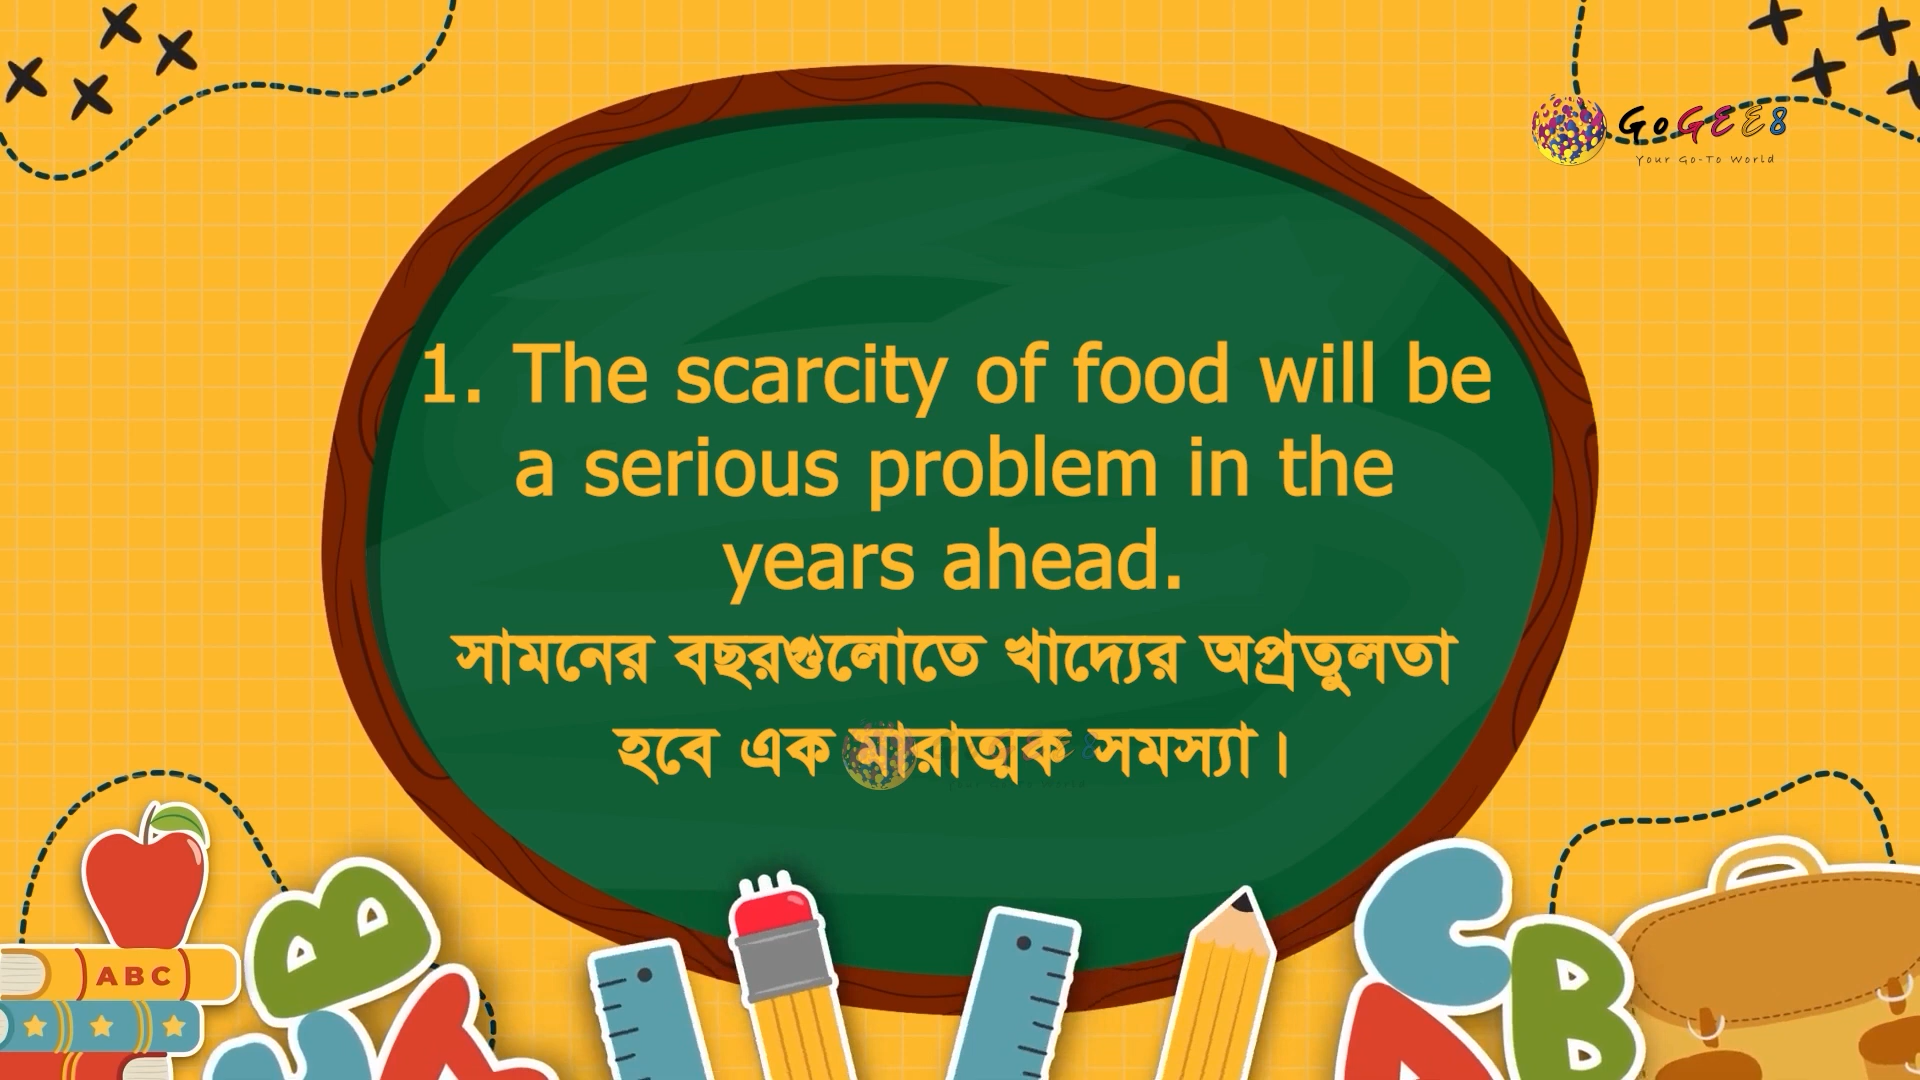 GoGEE8
Your Go-To World
1. The scarcity of food will be
a serious problem in the
years ahead.
সামনের বছরগুলোতে খাদ্যের অপ্রতুলতা
হবে এক মারাত্মক সমস্যা।
ABC
B
C
B